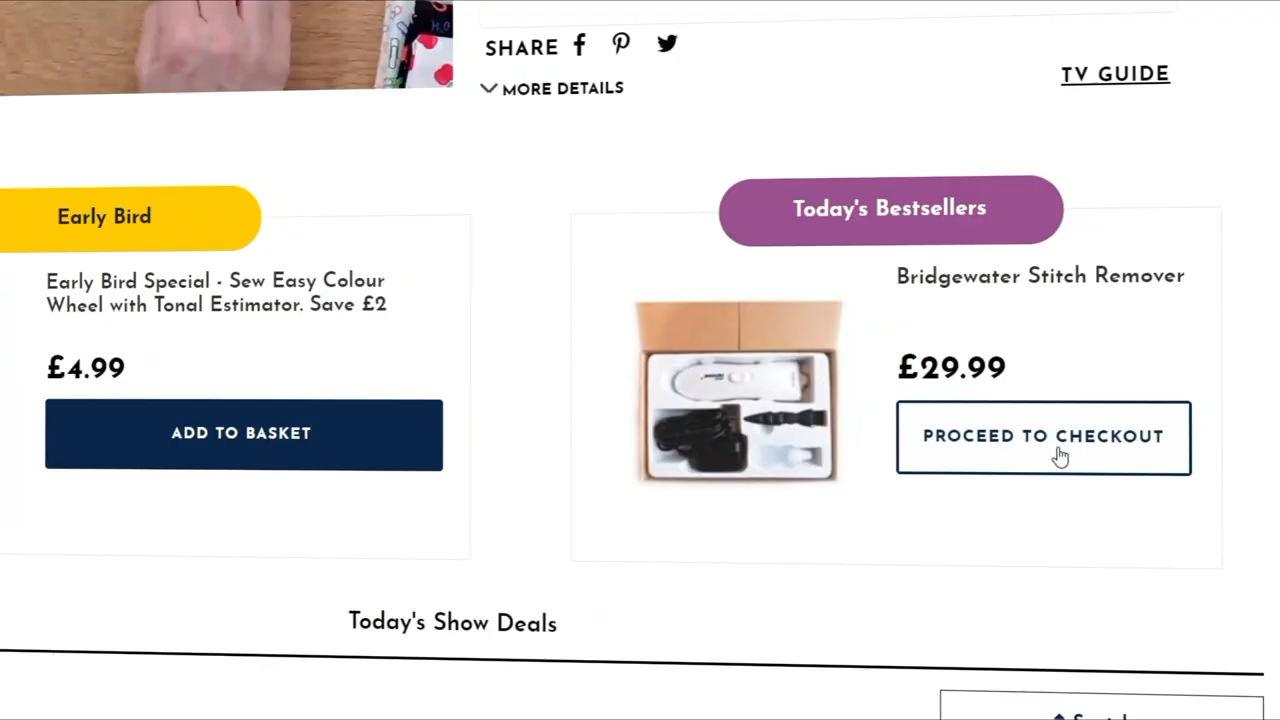 SHARE
MORE DETAILS
TV GUIDE
Early Bird
Early Bird Special - Sew Easy Colour
Wheel with Tonal Estimator. Save £2
£4.99
ADD TO BASKET
Today's Bestsellers
Bridgewater Stitch Remover
£29.99
PROCEED TO CHECKOUT
Today's Show Deals